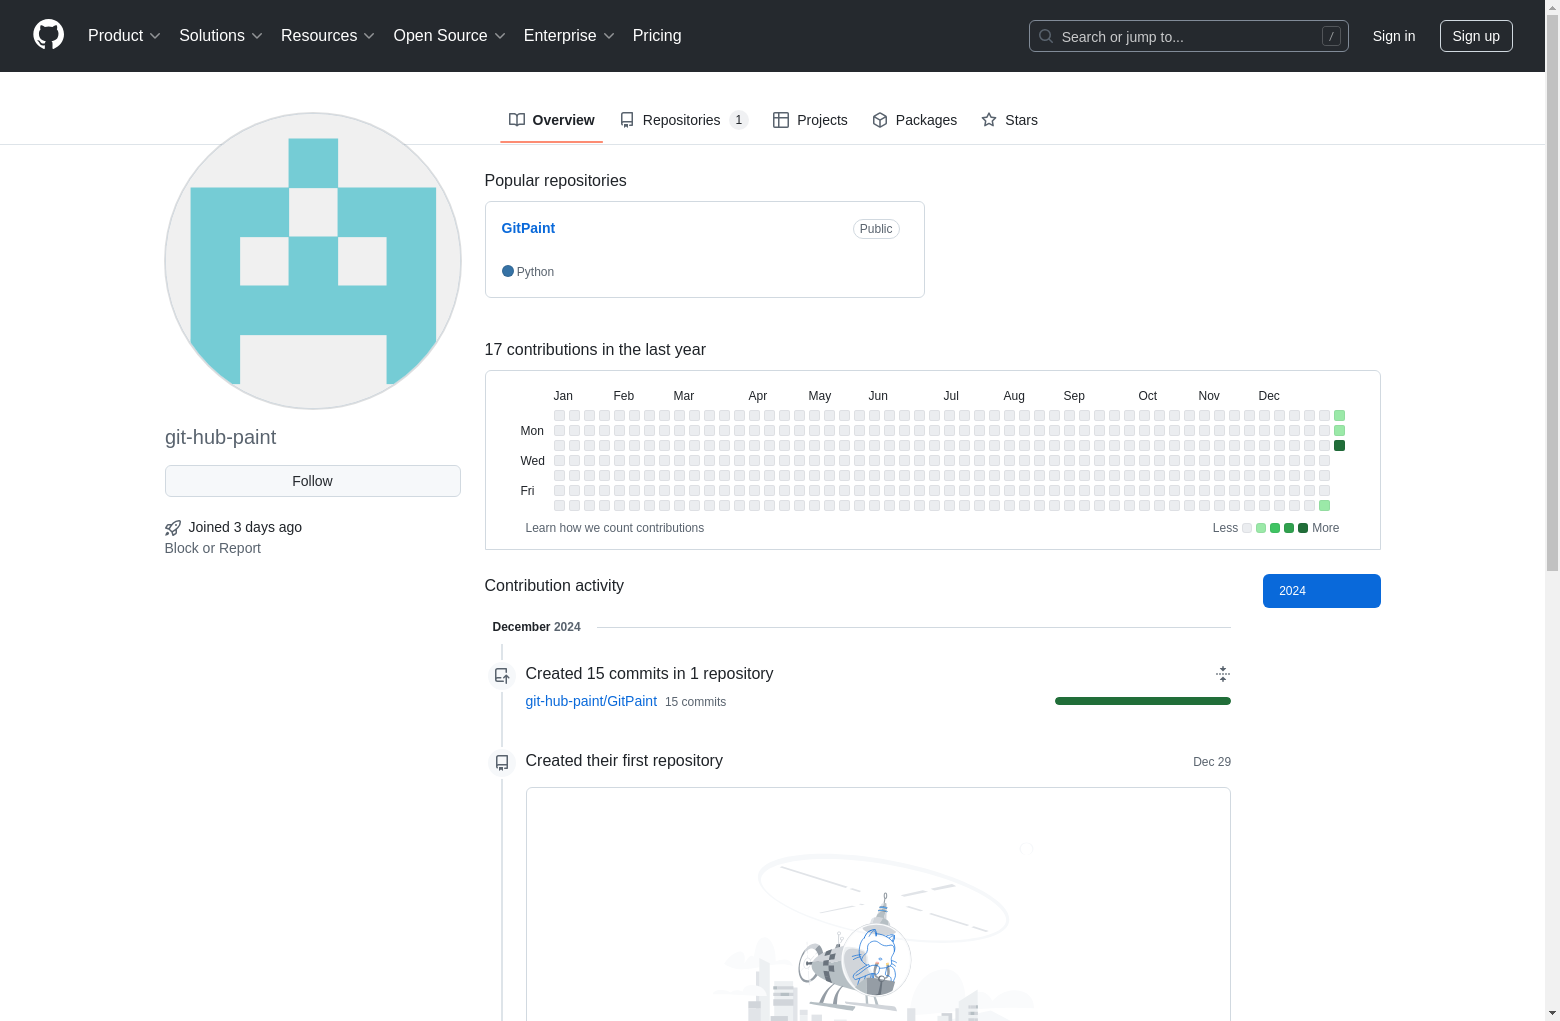 Product Solutions Resources Open Source Enterprise Pricing Search or jump to... / Sign in Sign up
Overview Repositories 1 Projects Packages Stars
Popular repositories
GitPaint Public
Python
17 contributions in the last year
Jan Feb Mar Apr May Jun Jul Aug Sep Oct Nov Dec
Mon
Wed
Fri
Learn how we count contributions Less More
git-hub-paint
Follow
Joined 3 days ago
Block or Report
Contribution activity 2024
December 2024
Created 15 commits in 1 repository
git-hub-paint/GitPaint 15 commits
Created their first repository Dec 29